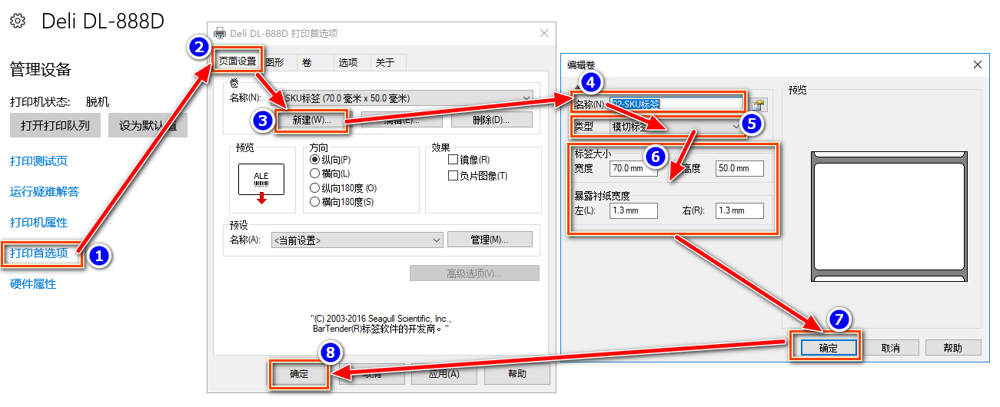 Deli DL-888D
管理设备
打印机状态: 脱机
打开打印队列 设为默认值
打印测试页
运行疑难解答
打印机属性
打印首选项
1
硬件属性
Deli DL-888D 打印首选项
2
页面设置 图形 卷 选项 关于
卷
名称(N): SKU标签 (70.0 毫米 x 50.0 毫米)
3
新建(W)... 编辑(E)... 删除(D)...
预览
ALE
方向
纵向(P)
横向(L)
纵向180度 (O)
横向180度(S)
效果
镜像(R)
负片图像(T)
预设
名称(A): <当前设置> 管理(M)...
高级选项(V)...
"(C) 2003-2016 Seagull Scientific, Inc.,
BarTender(R)标签软件的开发商。"
8
确定 取消 应用(A) 帮助
编辑卷
4
名称(N) 02-SKU标签
5
类型 模切标签
6
标签大小
宽度 70.0 mm 高度 50.0 mm
暴露衬纸宽度
左(L): 1.3 mm 右(R): 1.3 mm
预览
7
确定 取消 帮助